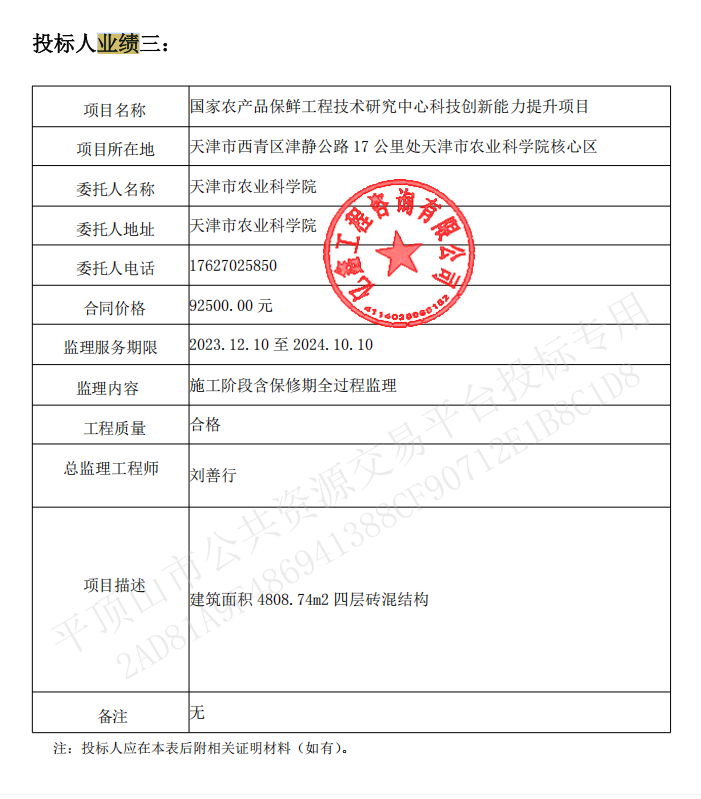 投标人业绩三：
项目名称 国家农产品保鲜工程技术研究中心科技创新能力提升项目
项目所在地 天津市西青区津静公路 17 公里处天津市农业科学院核心区
委托人名称 天津市农业科学院
委托人地址 天津市农业科学院
委托人电话 17627025850
合同价格 92500.00 元
监理服务期限 2023.12.10 至 2024.10.10
监理内容 施工阶段含保修期全过程监理
工程质量 合格
总监理工程师 刘善行
项目描述 建筑面积 4808.74m2 四层砖混结构
备注 无
注：投标人应在本表后附相关证明材料（如有）。
亿鑫工程咨询有限公司
4114028060182
平顶山市公共资源交易平台投标专用
2AD81A9F486941388CF90712E1B8C1D8